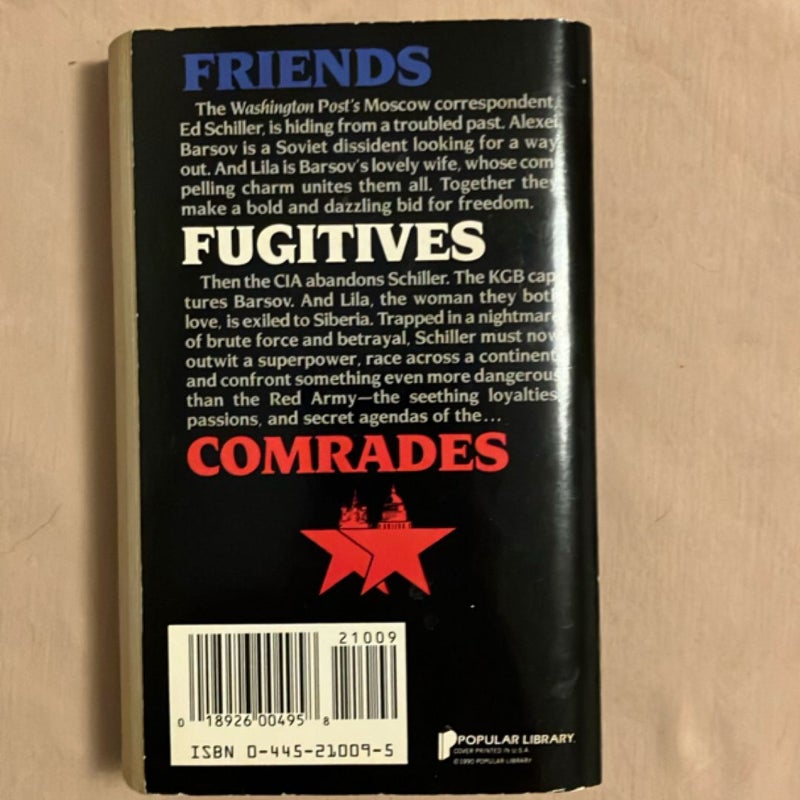 FRIENDS
The Washington Post's Moscow correspondent,
Ed Schiller, is hiding from a troubled past. Alexei
Barsov is a Soviet dissident looking for a way
out. And Lila is Barsov's lovely wife, whose com
pelling charm unites them all. Together they
make a bold and dazzling bid for freedom.
FUGITIVES
Then the CIA abandons Schiller. The KGB cap
tures Barsov. And Lila, the woman they both
love, is exiled to Siberia. Trapped in a nightmare
of brute force and betrayal, Schiller must now
outwit a superpower, race across a continent
and confront something even more dangerous
than the Red Army—the seething loyalties,
passions, and secret agendas of the...
COMRADES
21009
0 18926 00495 8
ISBN 0-445-21009-5
POPULAR LIBRARY
COVER PRINTED IN U.S.A.
©1990 POPULAR LIBRARY